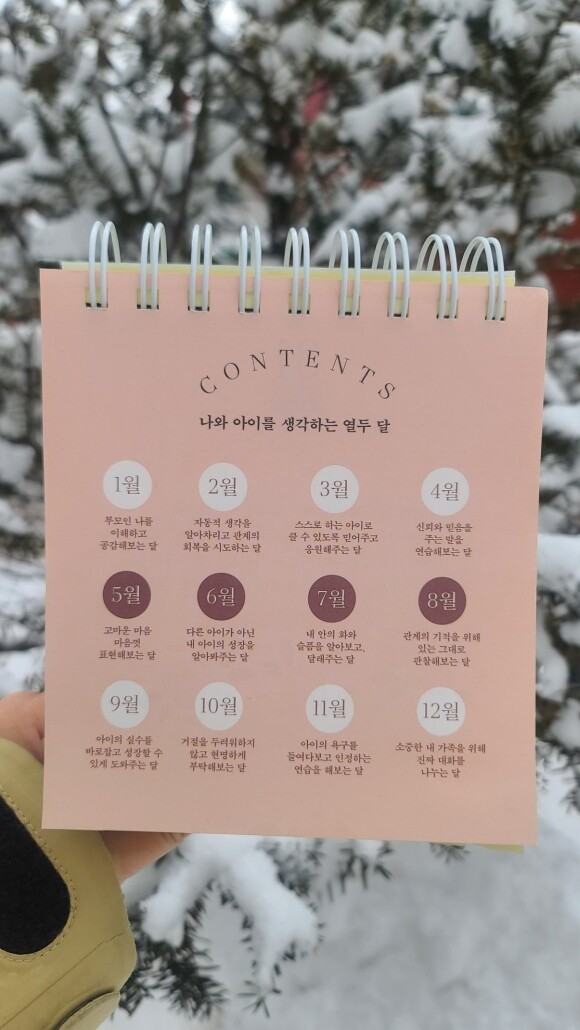 CONTENTS
나와 아이를 생각하는 열두 달
1월
부모인 나를
이해하고
공감해보는 달
2월
자동적 생각을
알아차리고 관계의
회복을 시도하는 달
3월
스스로 하는 아이로
클 수 있도록 믿어주고
응원해주는 달
4월
신뢰와 믿음을
주는 말을
연습해보는 달
5월
고마운 마음
마음껏
표현해보는 달
6월
다른 아이가 아닌
내 아이의 성장을
알아봐주는 달
7월
내 안의 화와
슬픔을 알아보고,
달래주는 달
8월
관계의 기적을 위해
있는 그대로
관찰해보는 달
9월
아이의 실수를
바로잡고 성장할 수
있게 도와주는 달
10월
거절을 두려워하지
않고 현명하게
부탁해보는 달
11월
아이의 욕구를
들여다보고 인정하는
연습을 해보는 달
12월
소중한 내 가족을 위해
진짜 대화를
나누는 달